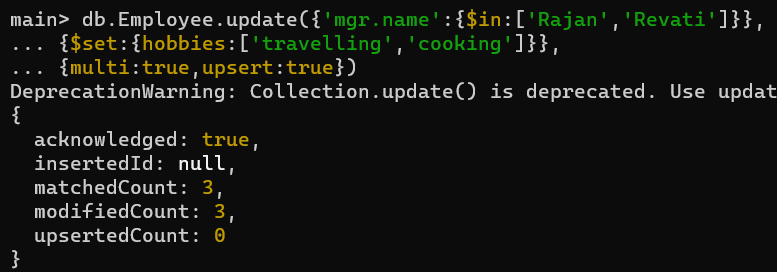 main> db.Employee.update({'mgr.name':{$in:['Rajan','Revati']}},
... {$set:{hobbies:['travelling','cooking']}},
... {multi:true,upsert:true})
DeprecationWarning: Collection.update() is deprecated. Use updat
{
  acknowledged: true,
  insertedId: null,
  matchedCount: 3,
  modifiedCount: 3,
  upsertedCount: 0
}